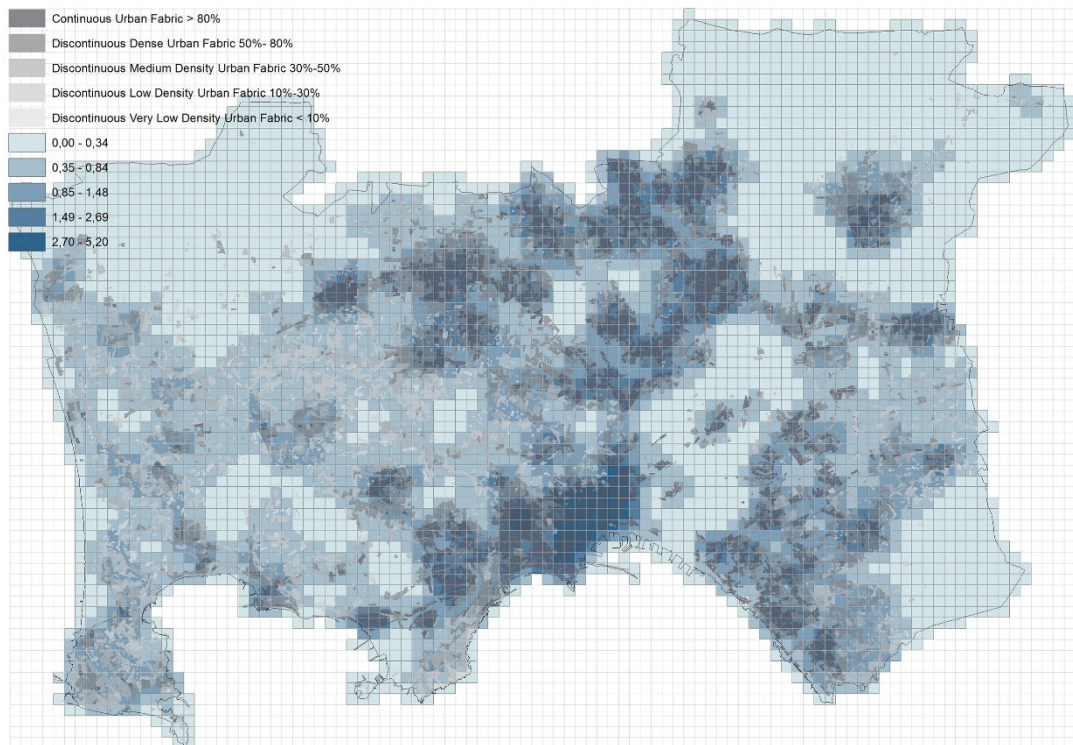 Continuous Urban Fabric > 80%
Discontinuous Dense Urban Fabric 50%- 80%
Discontinuous Medium Density Urban Fabric 30%-50%
Discontinuous Low Density Urban Fabric 10%-30%
Discontinuous Very Low Density Urban Fabric < 10%
0,00 - 0,34
0,35 - 0,84
0,85 - 1,48
1,49 - 2,69
2,70 - 5,20